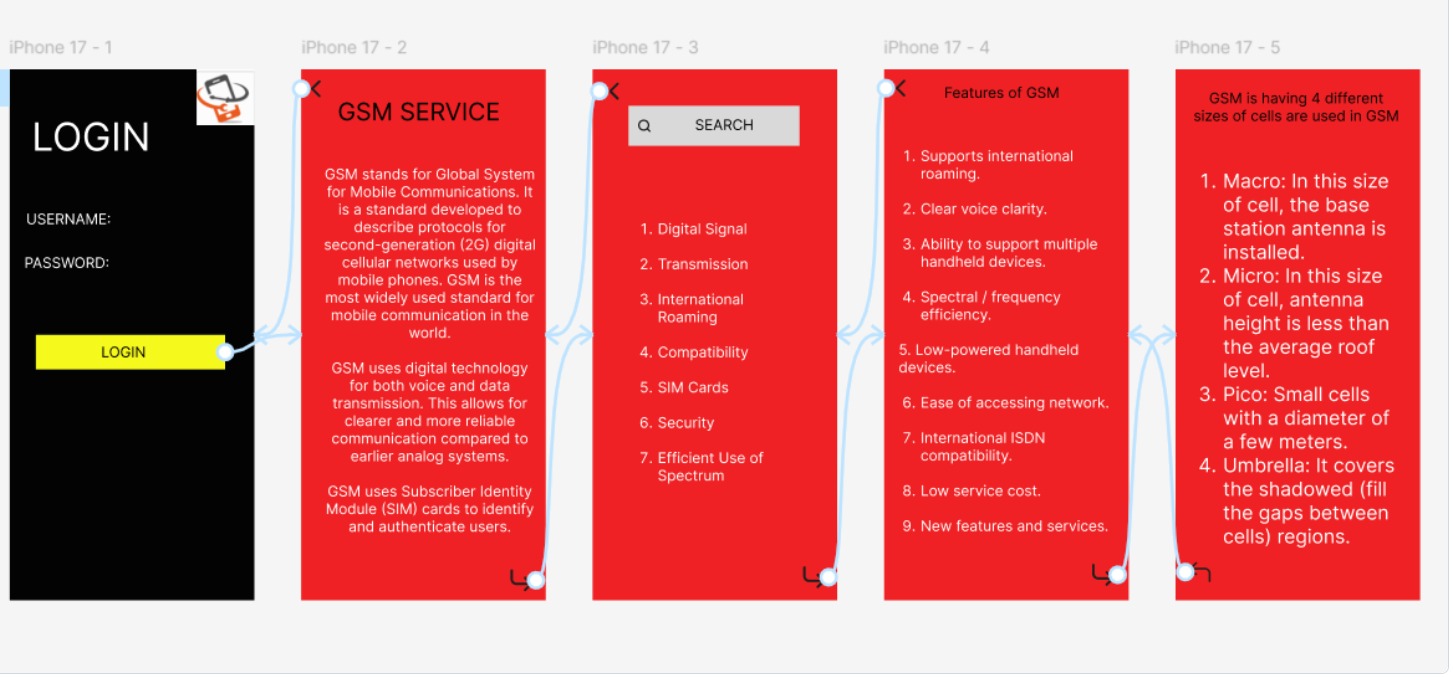 iPhone 17 - 1
LOGIN
USERNAME:
PASSWORD:
LOGIN
iPhone 17 - 2
GSM SERVICE
GSM stands for Global System
for Mobile Communications. It
is a standard developed to
describe protocols for
second-generation (2G) digital
cellular networks used by
mobile phones. GSM is the
most widely used standard for
mobile communication in the
world.
GSM uses digital technology
for both voice and data
transmission. This allows for
clearer and more reliable
communication compared to
earlier analog systems.
GSM uses Subscriber Identity
Module (SIM) cards to identify
and authenticate users.
iPhone 17 - 3
SEARCH
1. Digital Signal
2. Transmission
3. International
Roaming
4. Compatibility
5. SIM Cards
6. Security
7. Efficient Use of
Spectrum
iPhone 17 - 4
Features of GSM
1. Supports international
roaming.
2. Clear voice clarity.
3. Ability to support multiple
handheld devices.
4. Spectral / frequency
efficiency.
5. Low-powered handheld
devices.
6. Ease of accessing network.
7. International ISDN
compatibility.
8. Low service cost.
9. New features and services.
iPhone 17 - 5
GSM is having 4 different
sizes of cells are used in GSM
1. Macro: In this size
of cell, the base
station antenna is
installed.
2. Micro: In this size
of cell, antenna
height is less than
the average roof
level.
3. Pico: Small cells
with a diameter of
a few meters.
4. Umbrella: It covers
the shadowed (fill
the gaps between
cells) regions.